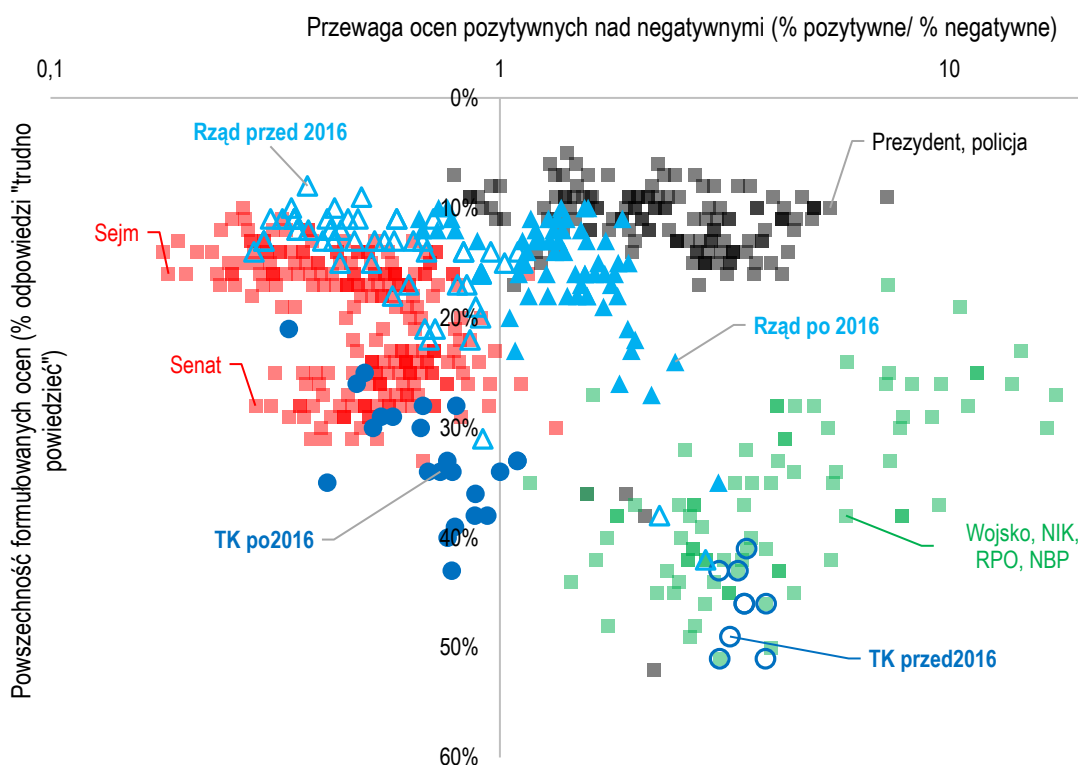 Przewaga ocen pozytywnych nad negatywnymi (% pozytywne/ % negatywne)
0,1
1
10
0%
Rząd przed 2016
Prezydent, policja
10%
Sejm
20%
Rząd po 2016
Senat
30%
TK po2016
40%
Wojsko, NIK,
RPO, NBP
50%
TK przed2016
60%
Powszechność formułowanych ocen (% odpowiedzi "trudno
powiedzieć")